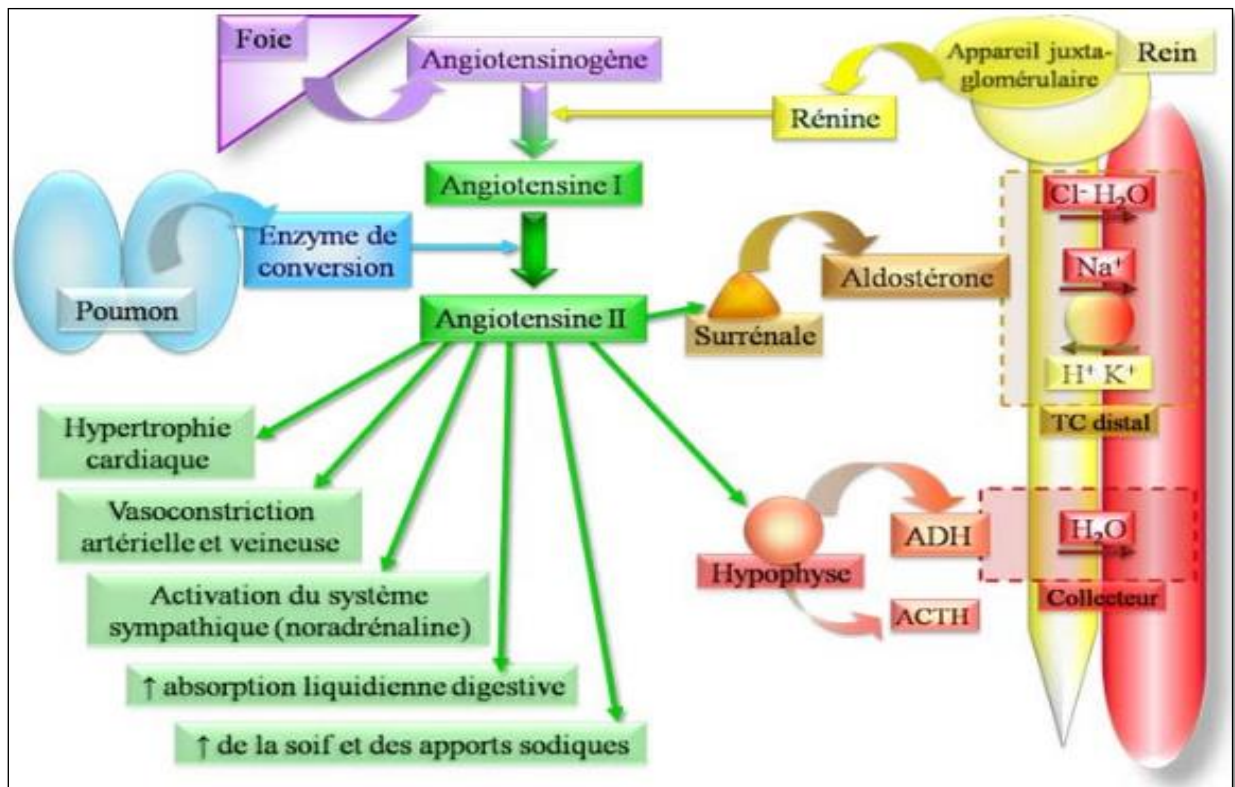 Foie
Angiotensinogène
Appareil juxta-
glomérulaire
Rein
Rénine
Angiotensine I
Cl⁻ H₂O
Enzyme de
conversion
Na⁺
Aldostérone
Poumon
Angiotensine II
Surrénale
H⁺ K⁺
TC distal
Hypertrophie
cardiaque
Vasoconstriction
artérielle et veineuse
ADH
H₂O
Hypophyse
Activation du système
sympathique (noradrénaline)
Collecteur
ACTH
↑ absorption liquidienne digestive
↑ de la soif et des apports sodiques